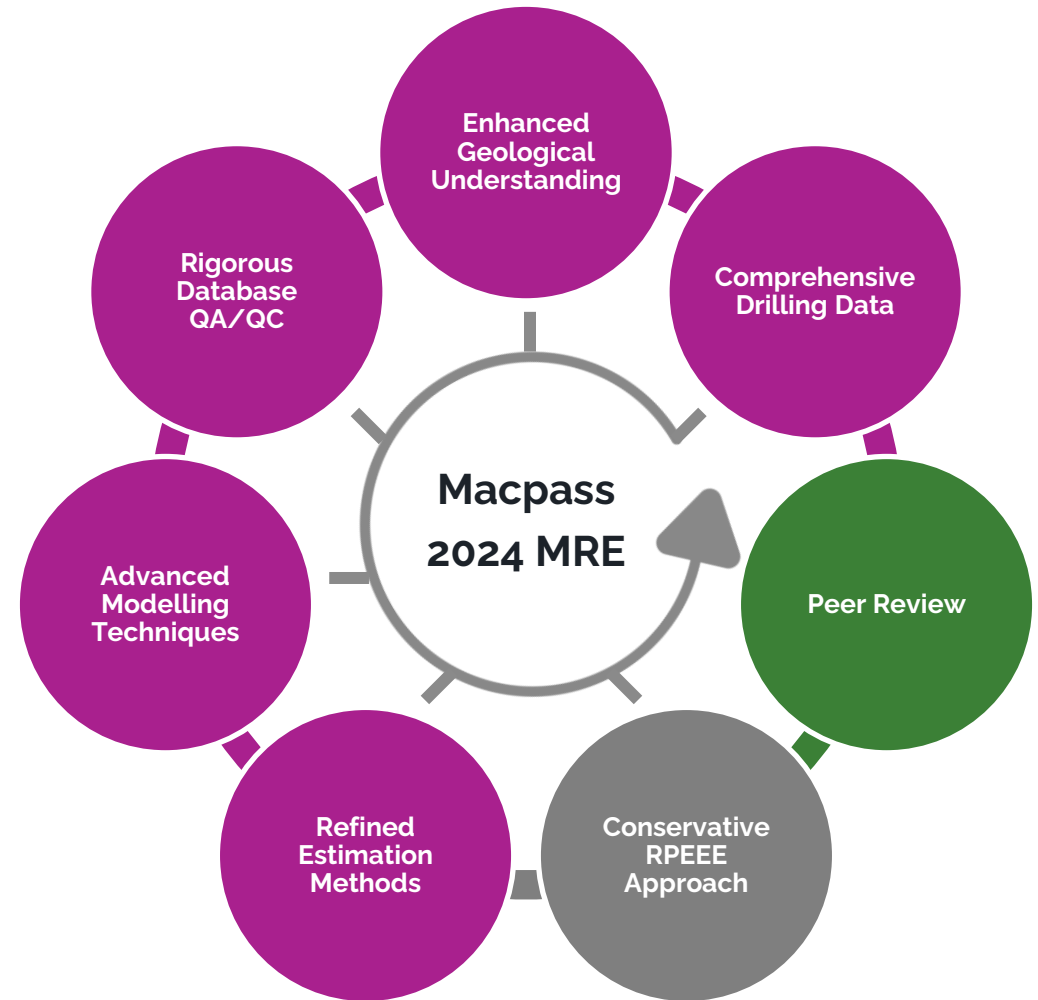 Enhanced
Geological
Understanding
Comprehensive
Drilling Data
Peer Review
Conservative
RPEEE
Approach
Refined
Estimation
Methods
Advanced
Modelling
Techniques
Rigorous
Database
QA/QC
Macpass
2024 MRE